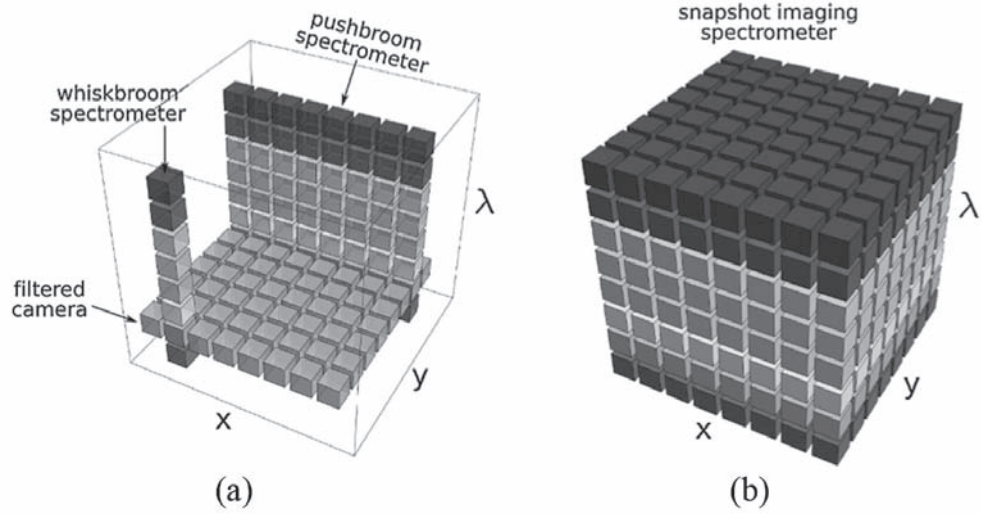 pushbroom
spectrometer
whiskbroom
spectrometer
λ
filtered
camera
y
x
(a)
snapshot imaging
spectrometer
λ
y
x
(b)